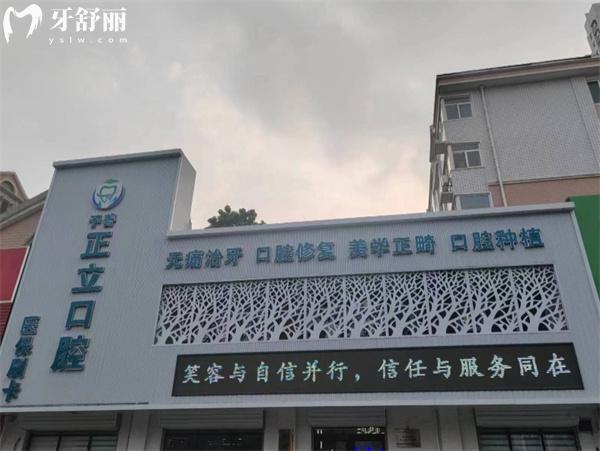 牙舒丽
yslw.com
平谷
正立口腔
医保刷卡
无痛治牙 口腔修复 美学正畸 口腔种植
笑容与自信并行，信任与服务同在